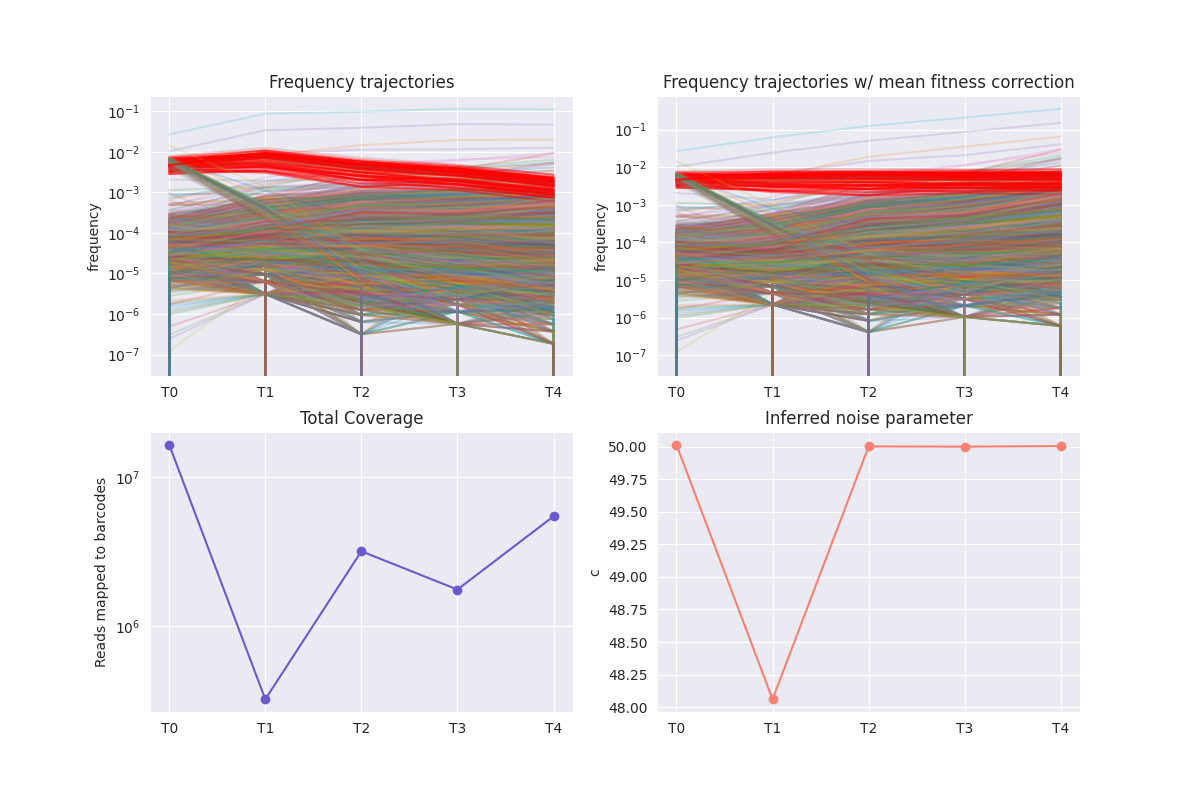 Frequency trajectories
frequency
10⁻¹
10⁻²
10⁻³
10⁻⁴
10⁻⁵
10⁻⁶
10⁻⁷
T0 T1 T2 T3 T4
Frequency trajectories w/ mean fitness correction
frequency
10⁻¹
10⁻²
10⁻³
10⁻⁴
10⁻⁵
10⁻⁶
10⁻⁷
T0 T1 T2 T3 T4
Total Coverage
Reads mapped to barcodes
10⁷
10⁶
T0 T1 T2 T3 T4
Inferred noise parameter
c
50.00
49.75
49.50
49.25
49.00
48.75
48.50
48.25
48.00
T0 T1 T2 T3 T4